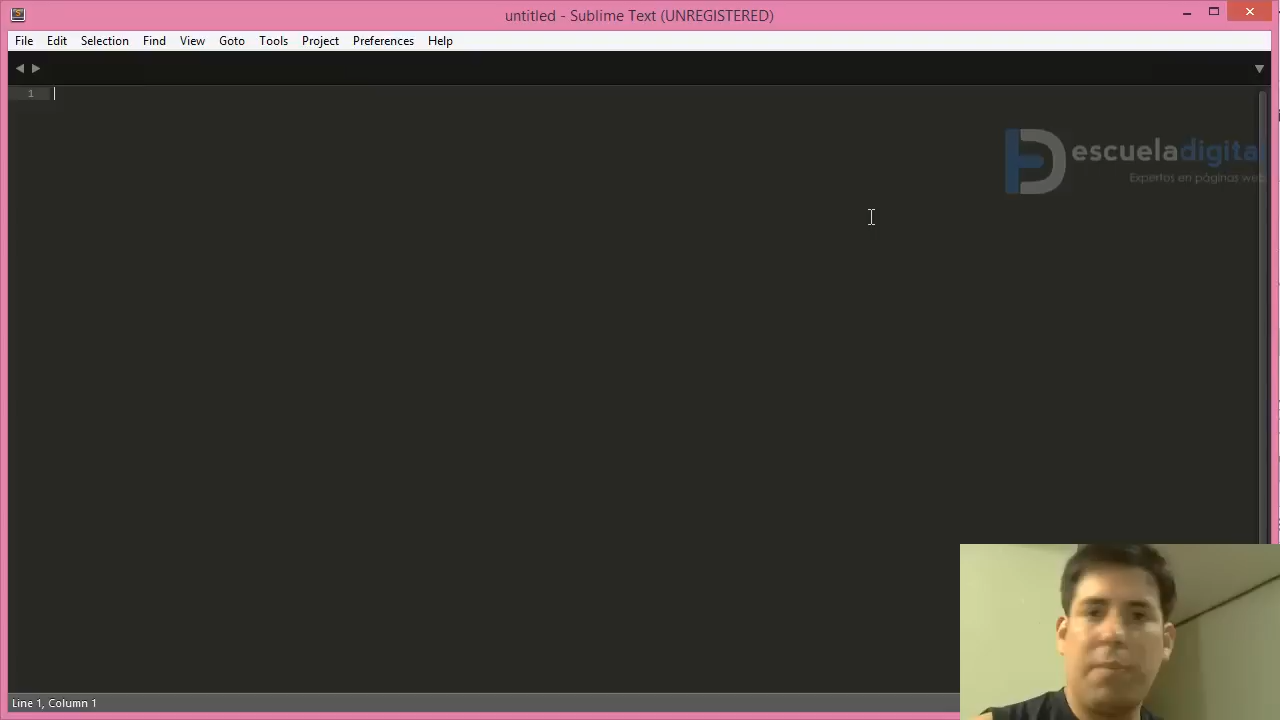 untitled - Sublime Text (UNREGISTERED)
File Edit Selection Find View Goto Tools Project Preferences Help
1
escueladigital
Expertos en páginas web
Line 1, Column 1